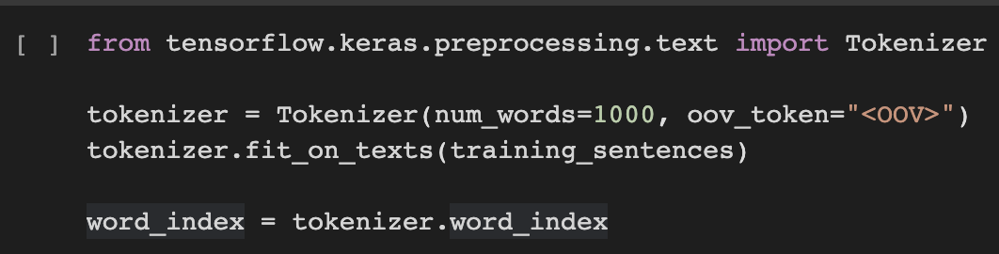 [ ] from tensorflow.keras.preprocessing.text import Tokenizer
tokenizer = Tokenizer(num_words=1000, oov_token="<OOV>")
tokenizer.fit_on_texts(training_sentences)
word_index = tokenizer.word_index